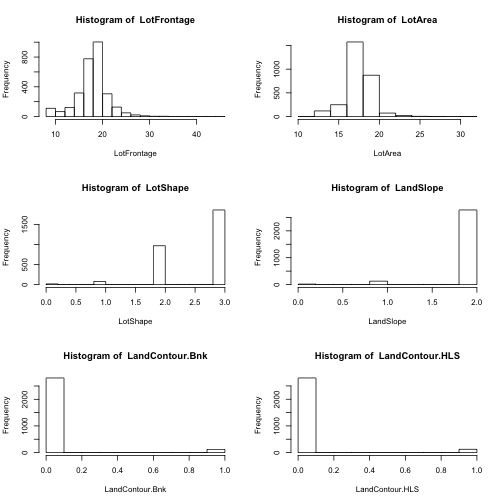 Histogram of  LotFrontage
Frequency
0
400
800
10
20
30
40
LotFrontage
Histogram of  LotArea
Frequency
0
500
1000
10
15
20
25
30
LotArea
Histogram of  LotShape
Frequency
0
500
1500
0.0
0.5
1.0
1.5
2.0
2.5
3.0
LotShape
Histogram of  LandSlope
Frequency
0
1000
2000
0.0
0.5
1.0
1.5
2.0
LandSlope
Histogram of  LandContour.Bnk
Frequency
0
1000
2000
0.0
0.2
0.4
0.6
0.8
1.0
LandContour.Bnk
Histogram of  LandContour.HLS
Frequency
0
1000
2000
0.0
0.2
0.4
0.6
0.8
1.0
LandContour.HLS